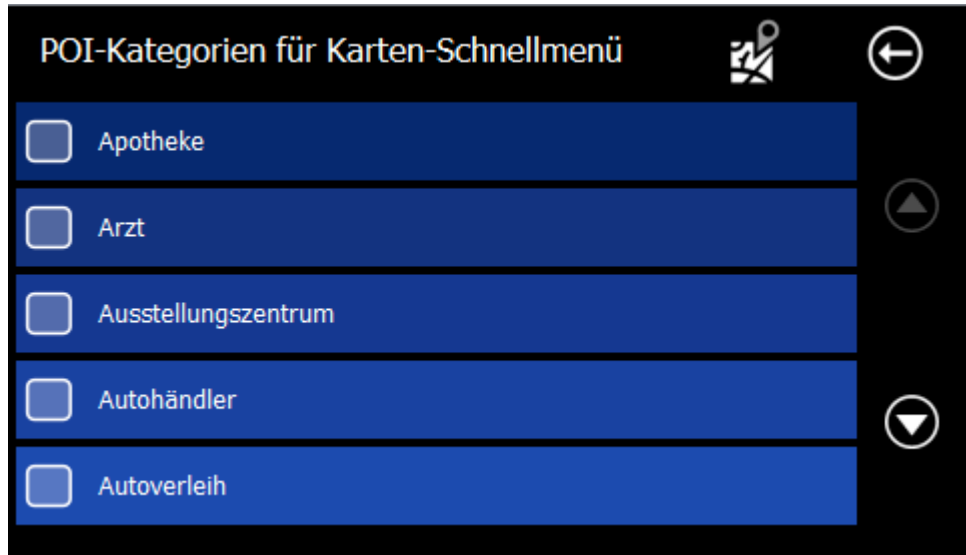 POI-Kategorien für Karten-Schnellmenü
Apotheke
Arzt
Ausstellungszentrum
Autohändler
Autoverleih